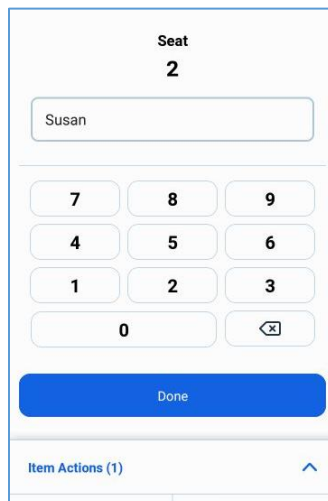 Seat
2
Susan
7 8 9
4 5 6
1 2 3
0
Done
Item Actions (1)